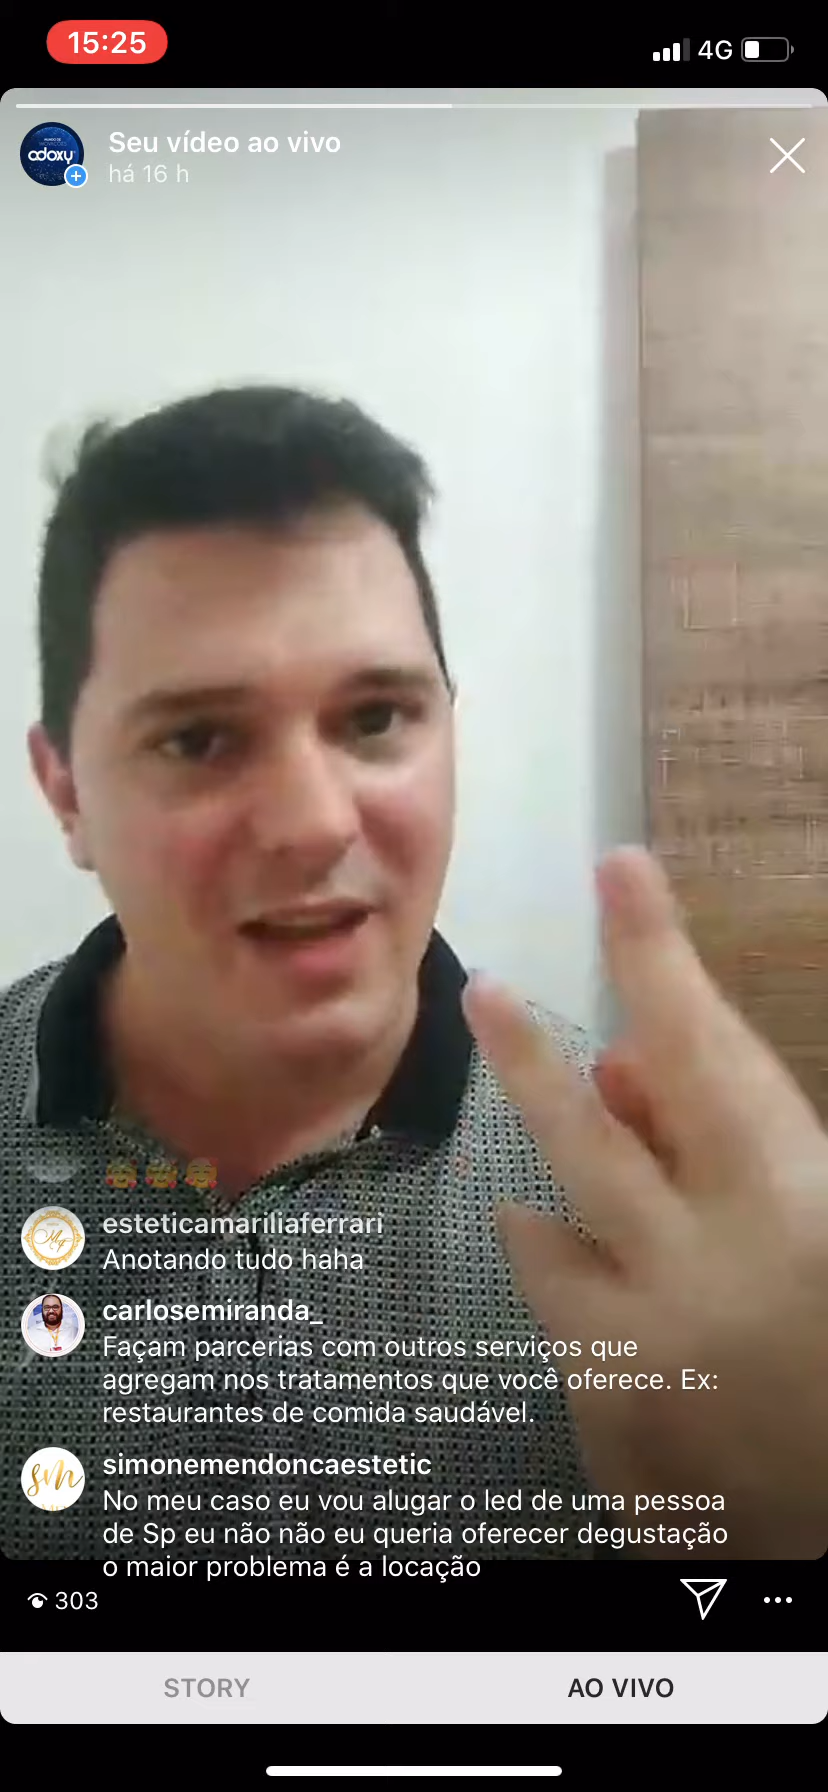 15:25
4G
adoxy
Seu vídeo ao vivo
há 16 h
esteticamariliaferrari
Anotando tudo haha
carlosemiranda_
Façam parcerias com outros serviços que
agregam nos tratamentos que você oferece. Ex:
restaurantes de comida saudável.
sm
simonemendoncaestetic
No meu caso eu vou alugar o led de uma pessoa
de Sp eu não não eu queria oferecer degustação
o maior problema é a locação
303
STORY
AO VIVO